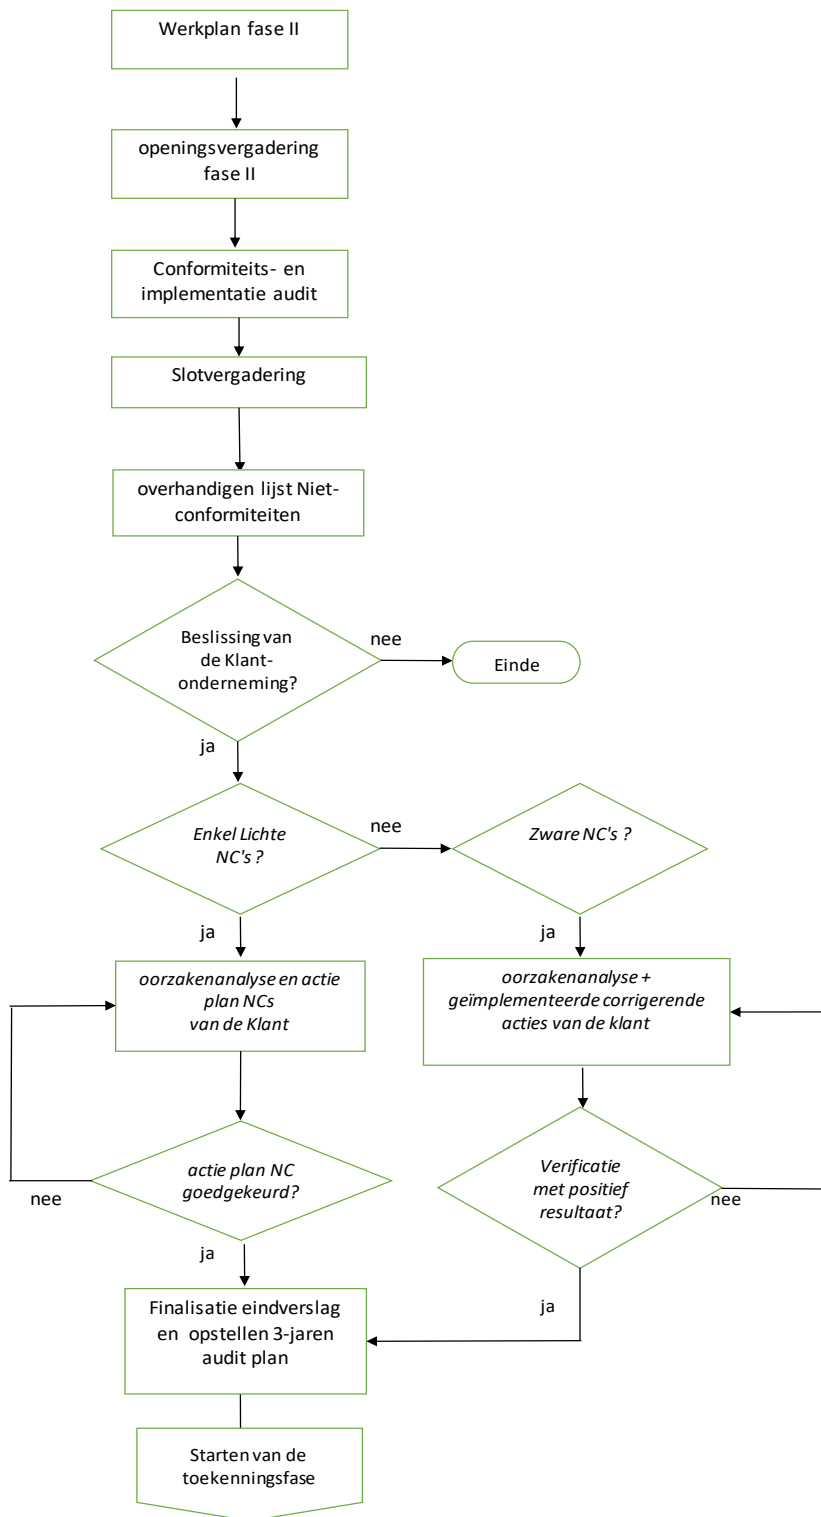 Werkplan fase II
openingsvergadering
fase II
Conformiteits- en
implementatie audit
Slotvergadering
overhandigen lijst Niet-
conformiteiten
Beslissing van
de Klant-
onderneming?
nee
Einde
ja
Enkel Lichte
NC's ?
nee
Zware NC's ?
ja
ja
oorzakenanalyse en actie
plan NCs
van de Klant
oorzakenanalyse +
geïmplementeerde corrigerende
acties van de klant
actie plan NC
goedgekeurd?
nee
Verificatie
met positief
resultaat?
nee
ja
ja
Finalisatie eindverslag
en opstellen 3-jaren
audit plan
Starten van de
toekenningsfase